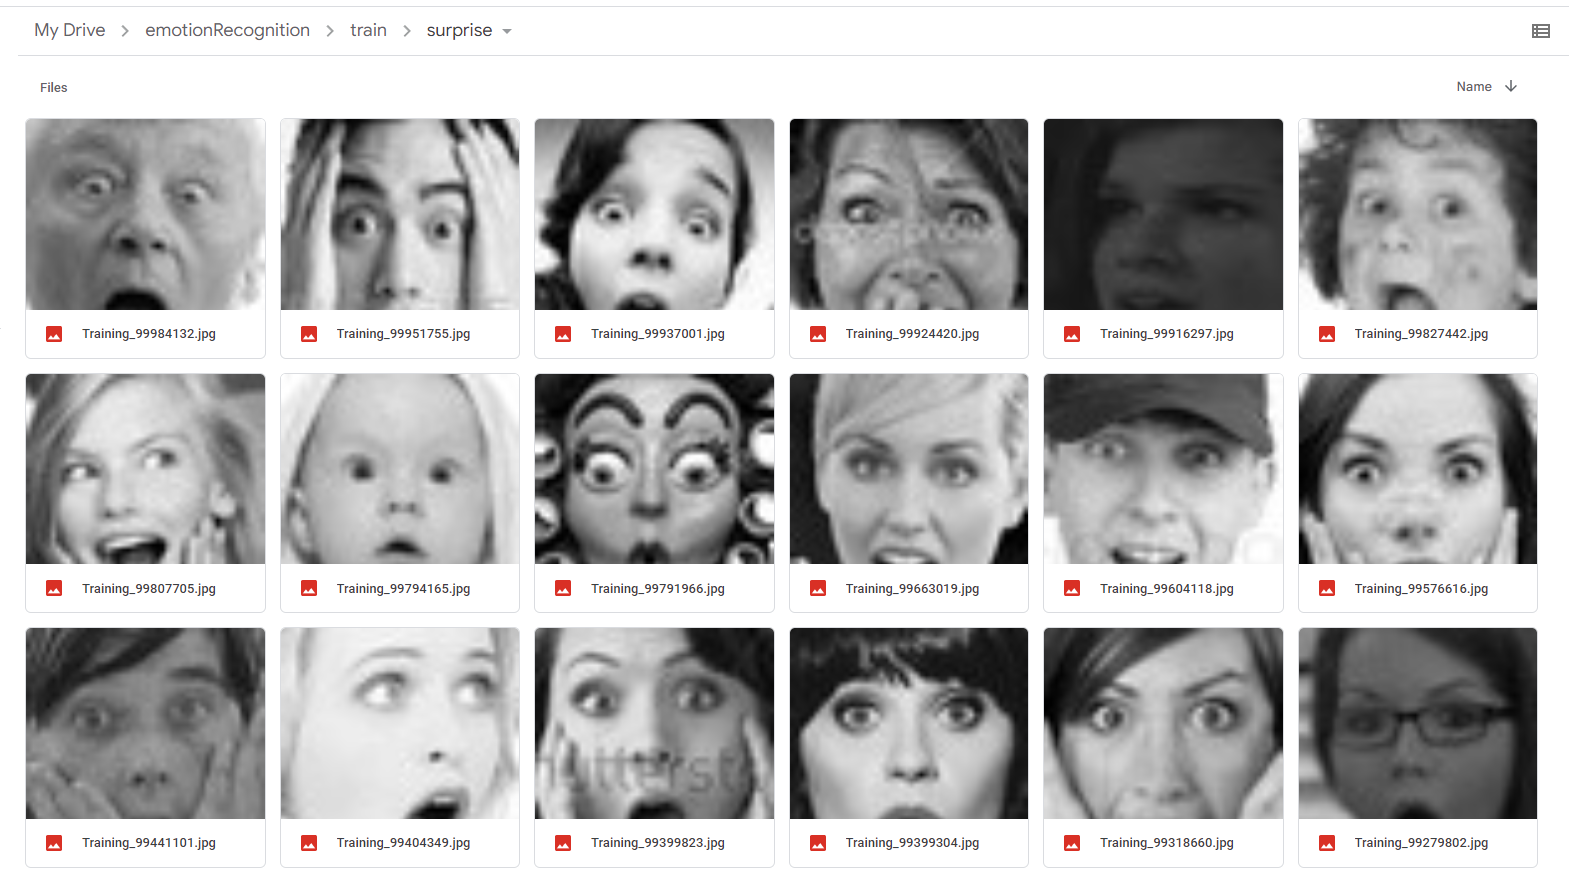 My Drive > emotionRecognition > train > surprise
Files Name
Training_99984132.jpg Training_99951755.jpg Training_99937001.jpg Training_99924420.jpg Training_99916297.jpg Training_99827442.jpg
Training_99807705.jpg Training_99794165.jpg Training_99791966.jpg Training_99663019.jpg Training_99604118.jpg Training_99576616.jpg
Training_99441101.jpg Training_99404349.jpg Training_99399823.jpg Training_99399304.jpg Training_99318660.jpg Training_99279802.jpg